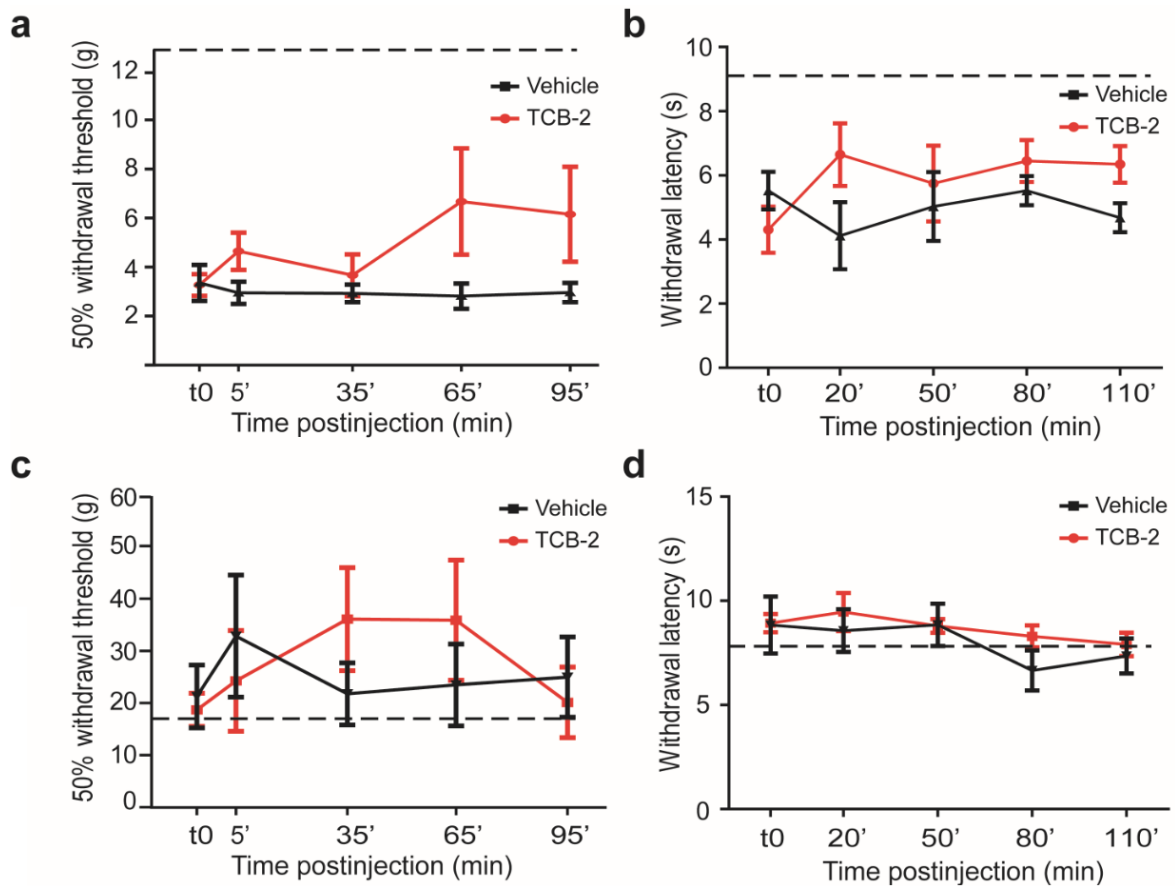 a
50% withdrawal threshold (g)
12
10
8
6
4
2
Vehicle
TCB-2
t0 5' 35' 65' 95'
Time postinjection (min)
b
Withdrawal latency (s)
10
8
6
4
2
0
Vehicle
TCB-2
t0 20' 50' 80' 110'
Time postinjection (min)
c
50% withdrawal threshold (g)
60
50
40
30
20
10
0
Vehicle
TCB-2
t0 5' 35' 65' 95'
Time postinjection (min)
d
Withdrawal latency (s)
15
10
5
0
Vehicle
TCB-2
t0 20' 50' 80' 110'
Time postinjection (min)